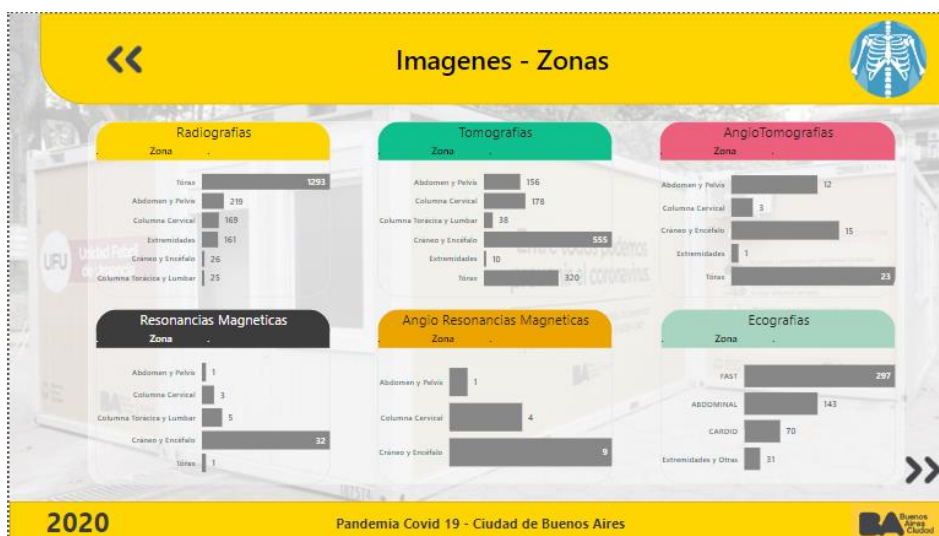 Imagenes - Zonas
Radiografias
Zona
Tórax 1293
Abdomen y Pelvis 219
Columna Cervical 169
Extremidades 161
Cráneo y Encéfalo 26
Columna Torácica y Lumbar 25
Tomografias
Zona
Abdomen y Pelvis 156
Columna Cervical 178
Columna Torácica y Lumbar 38
Cráneo y Encéfalo 555
Extremidades 10
Tórax 320
AngioTomografias
Zona
Abdomen y Pelvis 12
Columna Cervical 3
Cráneo y Encéfalo 15
Extremidades 1
Tórax 23
Resonancias Magneticas
Zona
Abdomen y Pelvis 1
Columna Cervical 3
Columna Torácica y Lumbar 5
Cráneo y Encéfalo 32
Tórax 1
Angio Resonancias Magneticas
Zona
Abdomen y Pelvis 1
Columna Cervical 4
Cráneo y Encéfalo 9
Ecografias
Zona
FAST 297
ABDOMINAL 143
CARDIO 70
Extremidades y Otras 31
UFU
2020
Pandemia Covid 19 - Ciudad de Buenos Aires
BA
Buenos
Aires
Ciudad